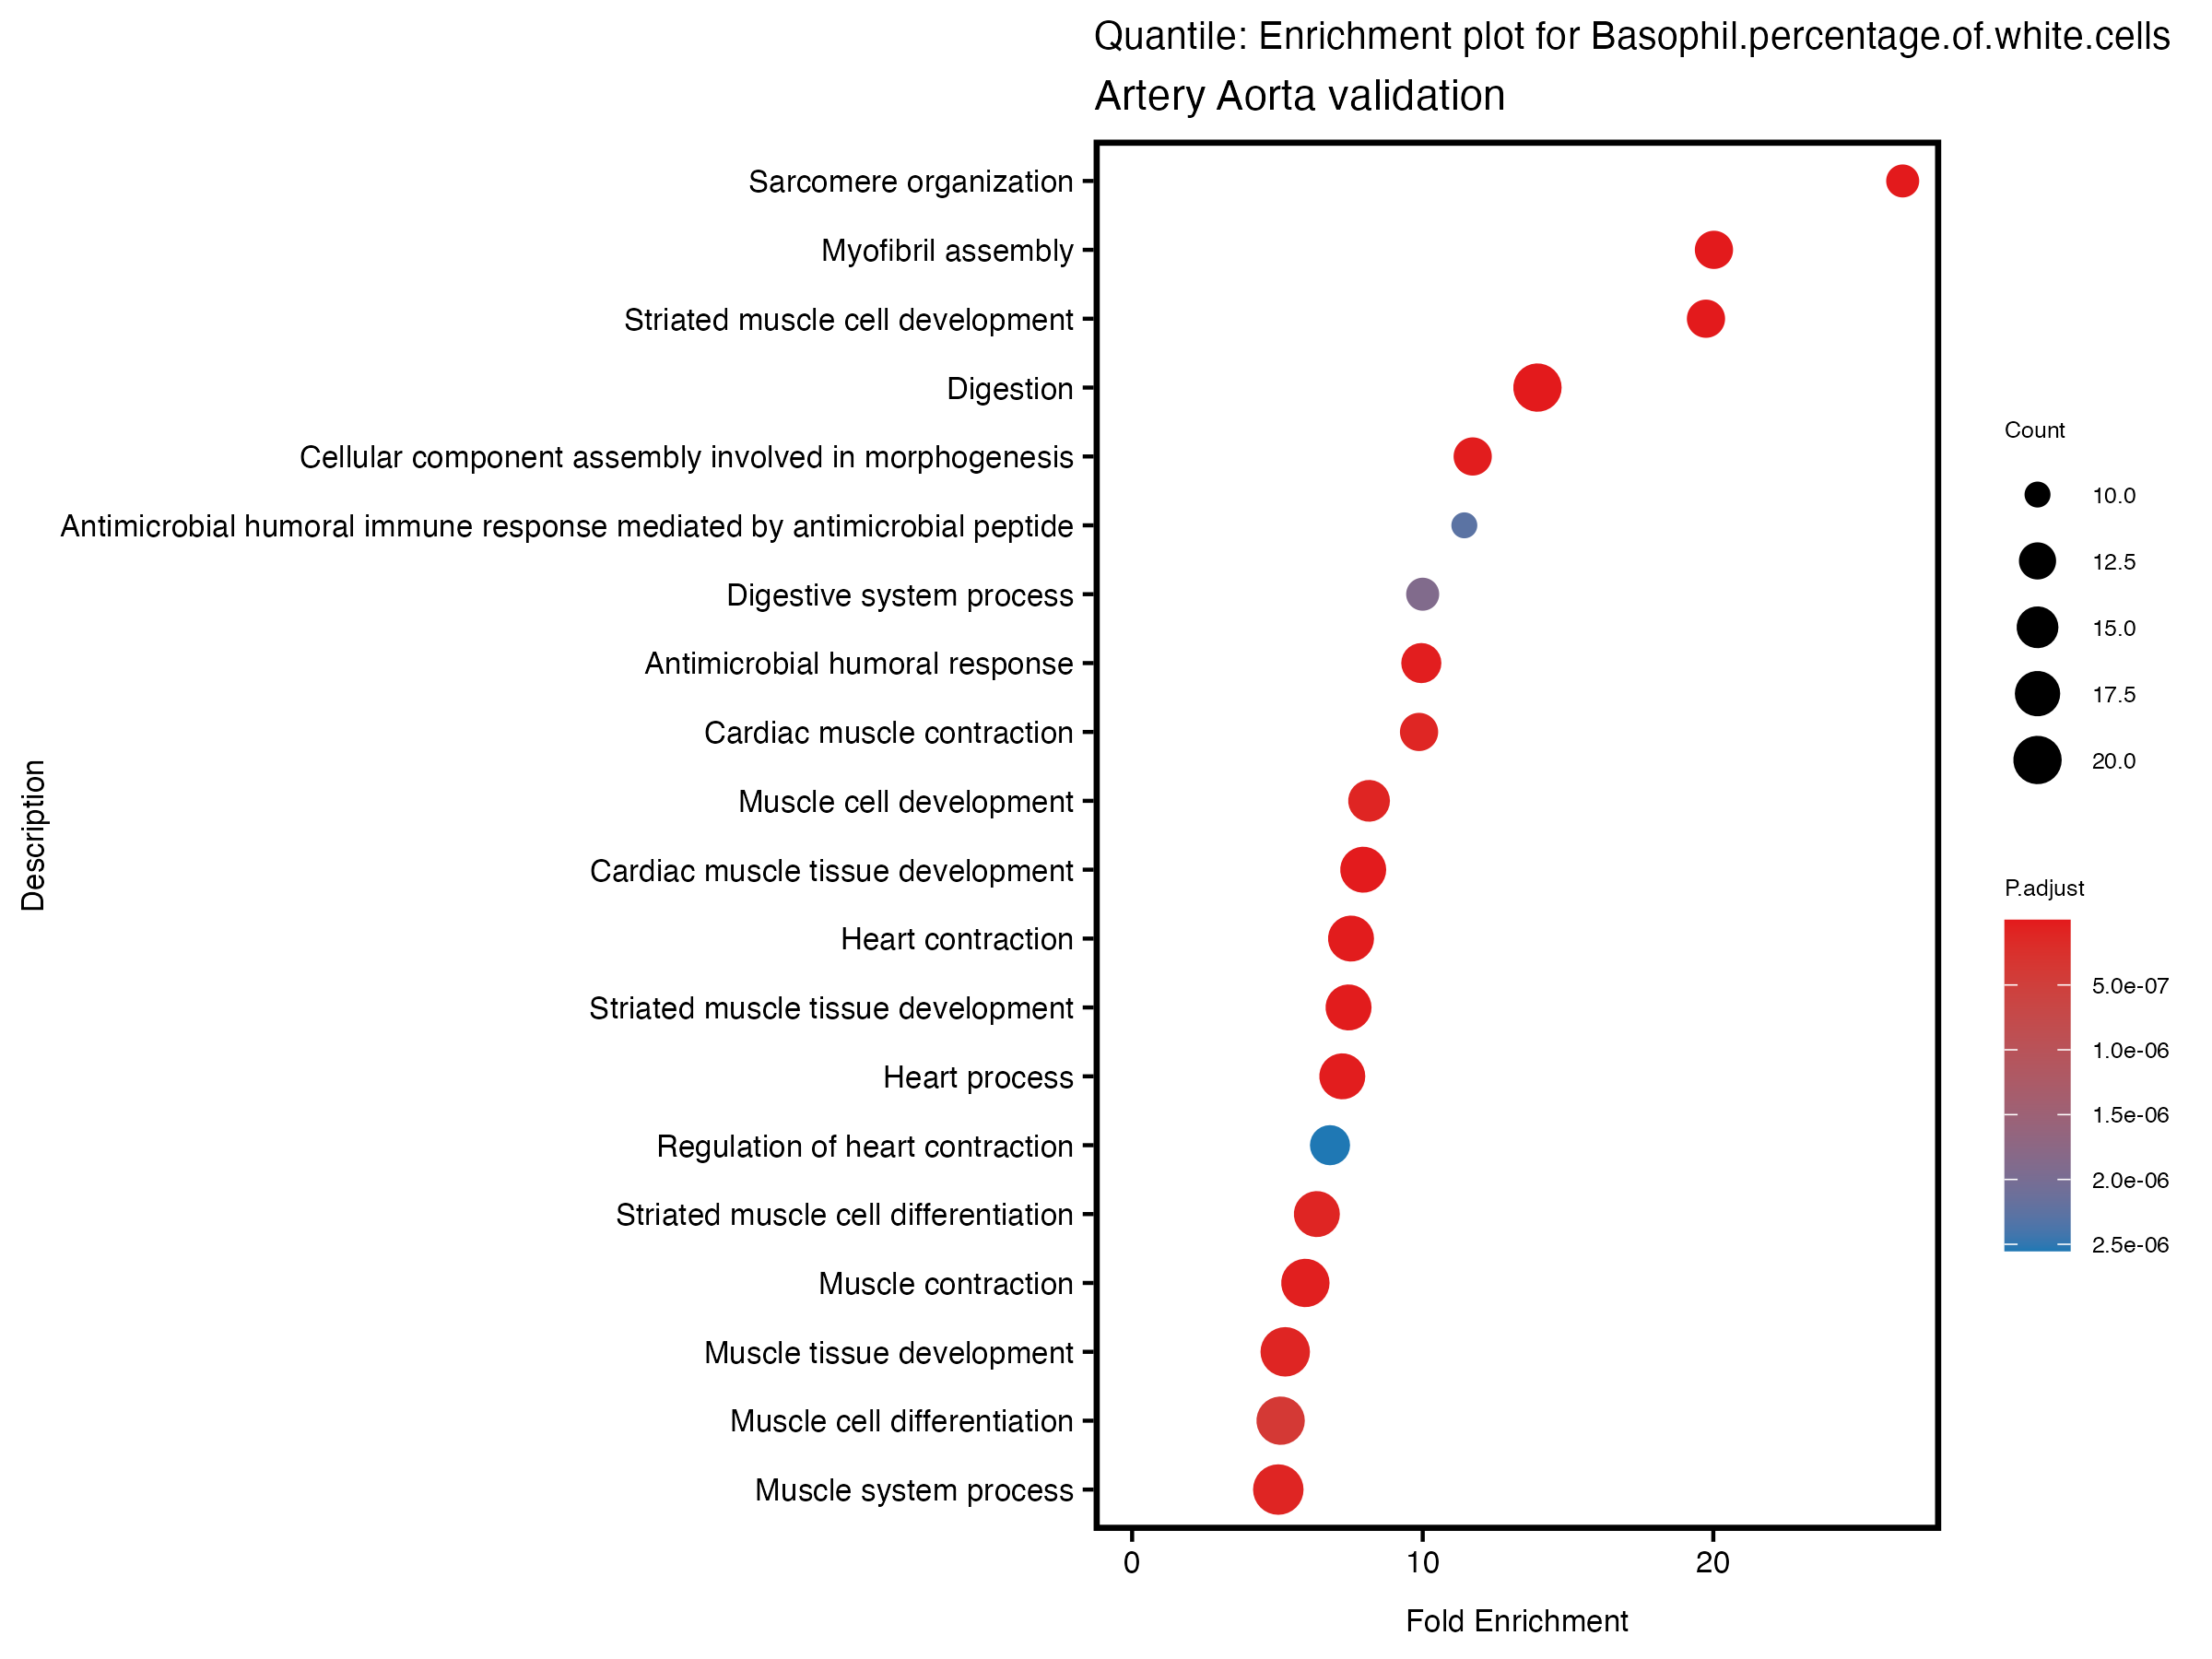 Quantile: Enrichment plot for Basophil.percentage.of.white.cells
Artery Aorta validation
Description
Sarcomere organization
Myofibril assembly
Striated muscle cell development
Digestion
Cellular component assembly involved in morphogenesis
Antimicrobial humoral immune response mediated by antimicrobial peptide
Digestive system process
Antimicrobial humoral response
Cardiac muscle contraction
Muscle cell development
Cardiac muscle tissue development
Heart contraction
Striated muscle tissue development
Heart process
Regulation of heart contraction
Striated muscle cell differentiation
Muscle contraction
Muscle tissue development
Muscle cell differentiation
Muscle system process
0 10 20
Fold Enrichment
Count
10.0
12.5
15.0
17.5
20.0
P.adjust
5.0e-07
1.0e-06
1.5e-06
2.0e-06
2.5e-06